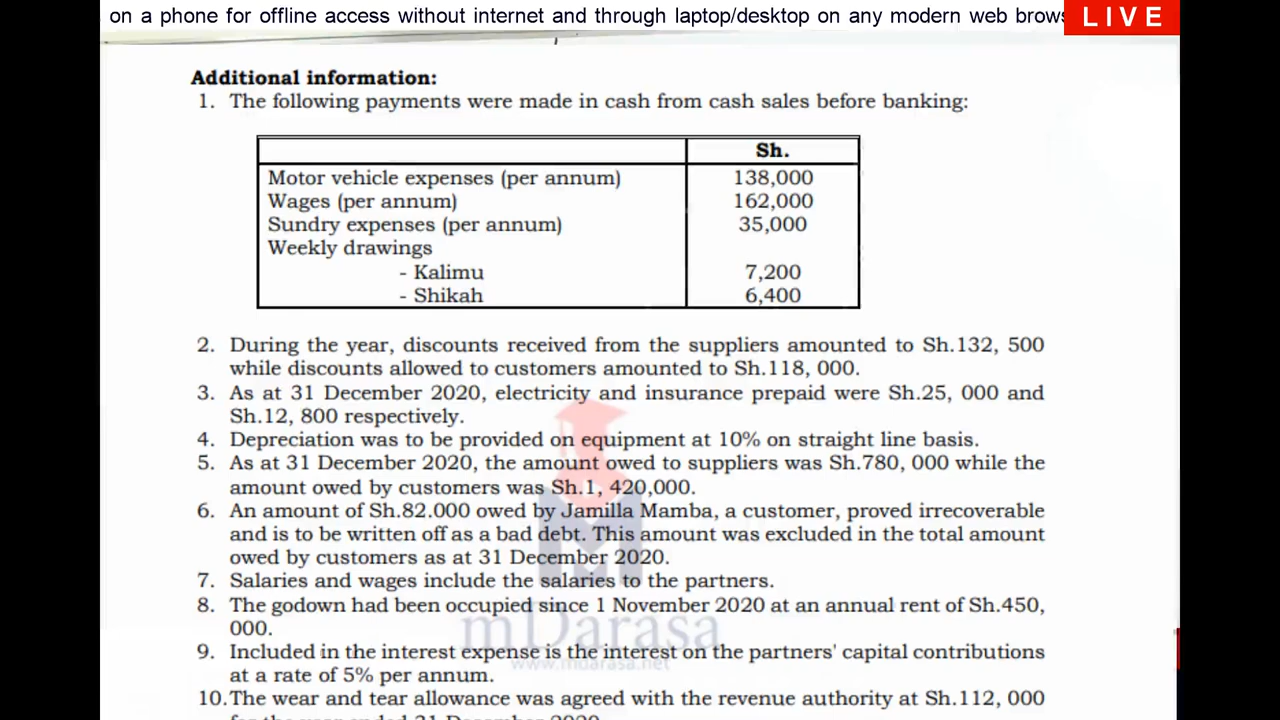 on a phone for offline access without internet and through laptop/desktop on any modern web brows
LIVE
Additional information:
1. The following payments were made in cash from cash sales before banking:
Sh.
Motor vehicle expenses (per annum) 138,000
Wages (per annum) 162,000
Sundry expenses (per annum) 35,000
Weekly drawings
- Kalimu 7,200
- Shikah 6,400
2. During the year, discounts received from the suppliers amounted to Sh.132, 500
while discounts allowed to customers amounted to Sh.118, 000.
3. As at 31 December 2020, electricity and insurance prepaid were Sh.25, 000 and
Sh.12, 800 respectively.
4. Depreciation was to be provided on equipment at 10% on straight line basis.
5. As at 31 December 2020, the amount owed to suppliers was Sh.780, 000 while the
amount owed by customers was Sh.1, 420,000.
6. An amount of Sh.82.000 owed by Jamilla Mamba, a customer, proved irrecoverable
and is to be written off as a bad debt. This amount was excluded in the total amount
owed by customers as at 31 December 2020.
7. Salaries and wages include the salaries to the partners.
8. The godown had been occupied since 1 November 2020 at an annual rent of Sh.450,
000.
mDarasa
www.mdarasa.net
9. Included in the interest expense is the interest on the partners' capital contributions
at a rate of 5% per annum.
10. The wear and tear allowance was agreed with the revenue authority at Sh.112, 000
for the year ended 31 December 2020.